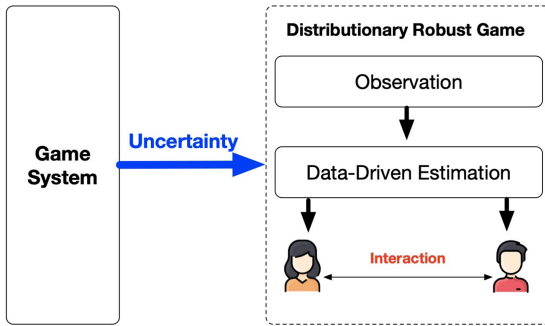 Distributionary Robust Game
Observation
Uncertainty
Game
System
Data-Driven Estimation
Interaction